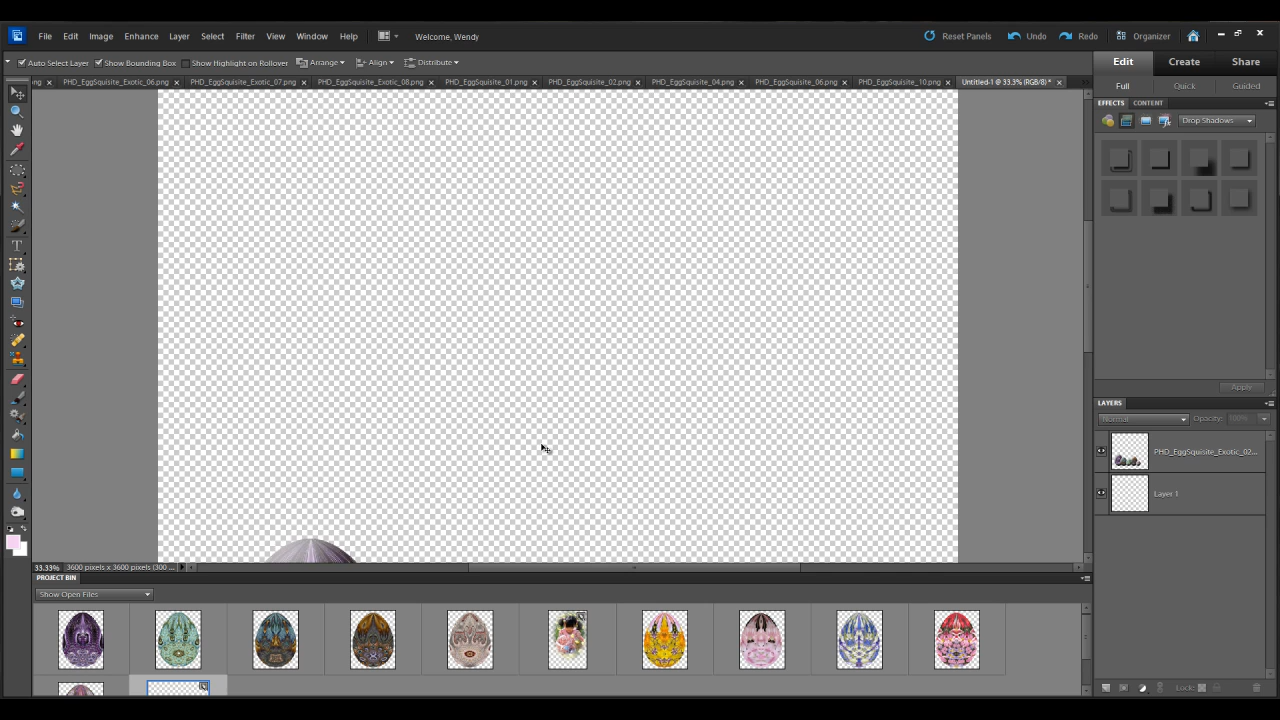 File Edit Image Enhance Layer Select Filter View Window Help Welcome, Wendy Reset Panels Undo Redo Organizer
Auto Select Layer Show Bounding Box Show Highlight on Rollover Arrange Align Distribute
Edit Create Share
ng PHD_EggSquisite_Exotic_06.png PHD_EggSquisite_Exotic_07.png PHD_EggSquisite_Exotic_08.png PHD_EggSquisite_01.png PHD_EggSquisite_02.png PHD_EggSquisite_04.png PHD_EggSquisite_06.png PHD_EggSquisite_10.png Untitled-1 @ 33.3% (RGB/8) *
Full Quick Guided
EFFECTS CONTENT
Drop Shadows
T
Apply
LAYERS
Normal Opacity: 100%
PHD_EggSquisite_Exotic_02...
Layer 1
33.33% 3600 pixels x 3600 pixels (300 ...
PROJECT BIN
Show Open Files
Lock: